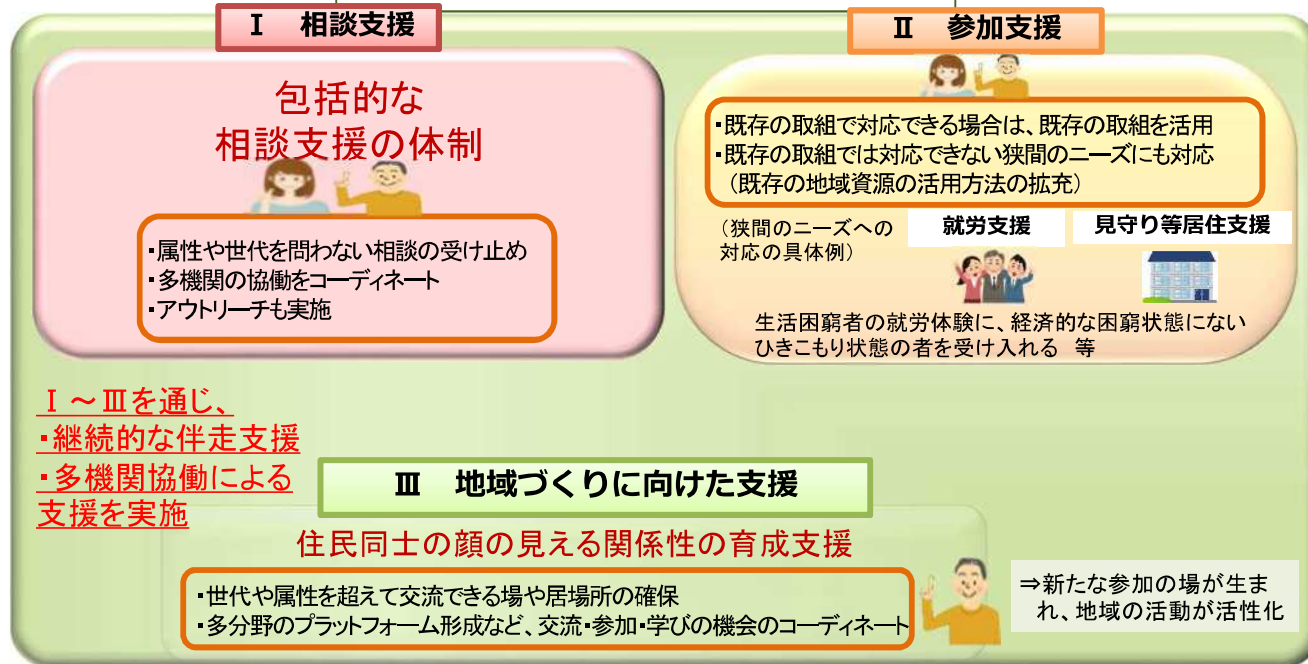 Ⅰ　相談支援
包括的な
相談支援の体制
・属性や世代を問わない相談の受け止め
・多機関の協働をコーディネート
・アウトリーチも実施
Ⅱ　参加支援
・既存の取組で対応できる場合は、既存の取組を活用
・既存の取組では対応できない狭間のニーズにも対応
（既存の地域資源の活用方法の拡充）
（狭間のニーズへの
対応の具体例）
就労支援
見守り等居住支援
生活困窮者の就労体験に、経済的な困窮状態にない
ひきこもり状態の者を受け入れる　等
Ⅰ～Ⅲを通じ、
・継続的な伴走支援
・多機関協働による
支援を実施
Ⅲ　地域づくりに向けた支援
住民同士の顔の見える関係性の育成支援
・世代や属性を超えて交流できる場や居場所の確保
・多分野のプラットフォーム形成など、交流・参加・学びの機会のコーディネート
⇒新たな参加の場が生ま
れ、地域の活動が活性化